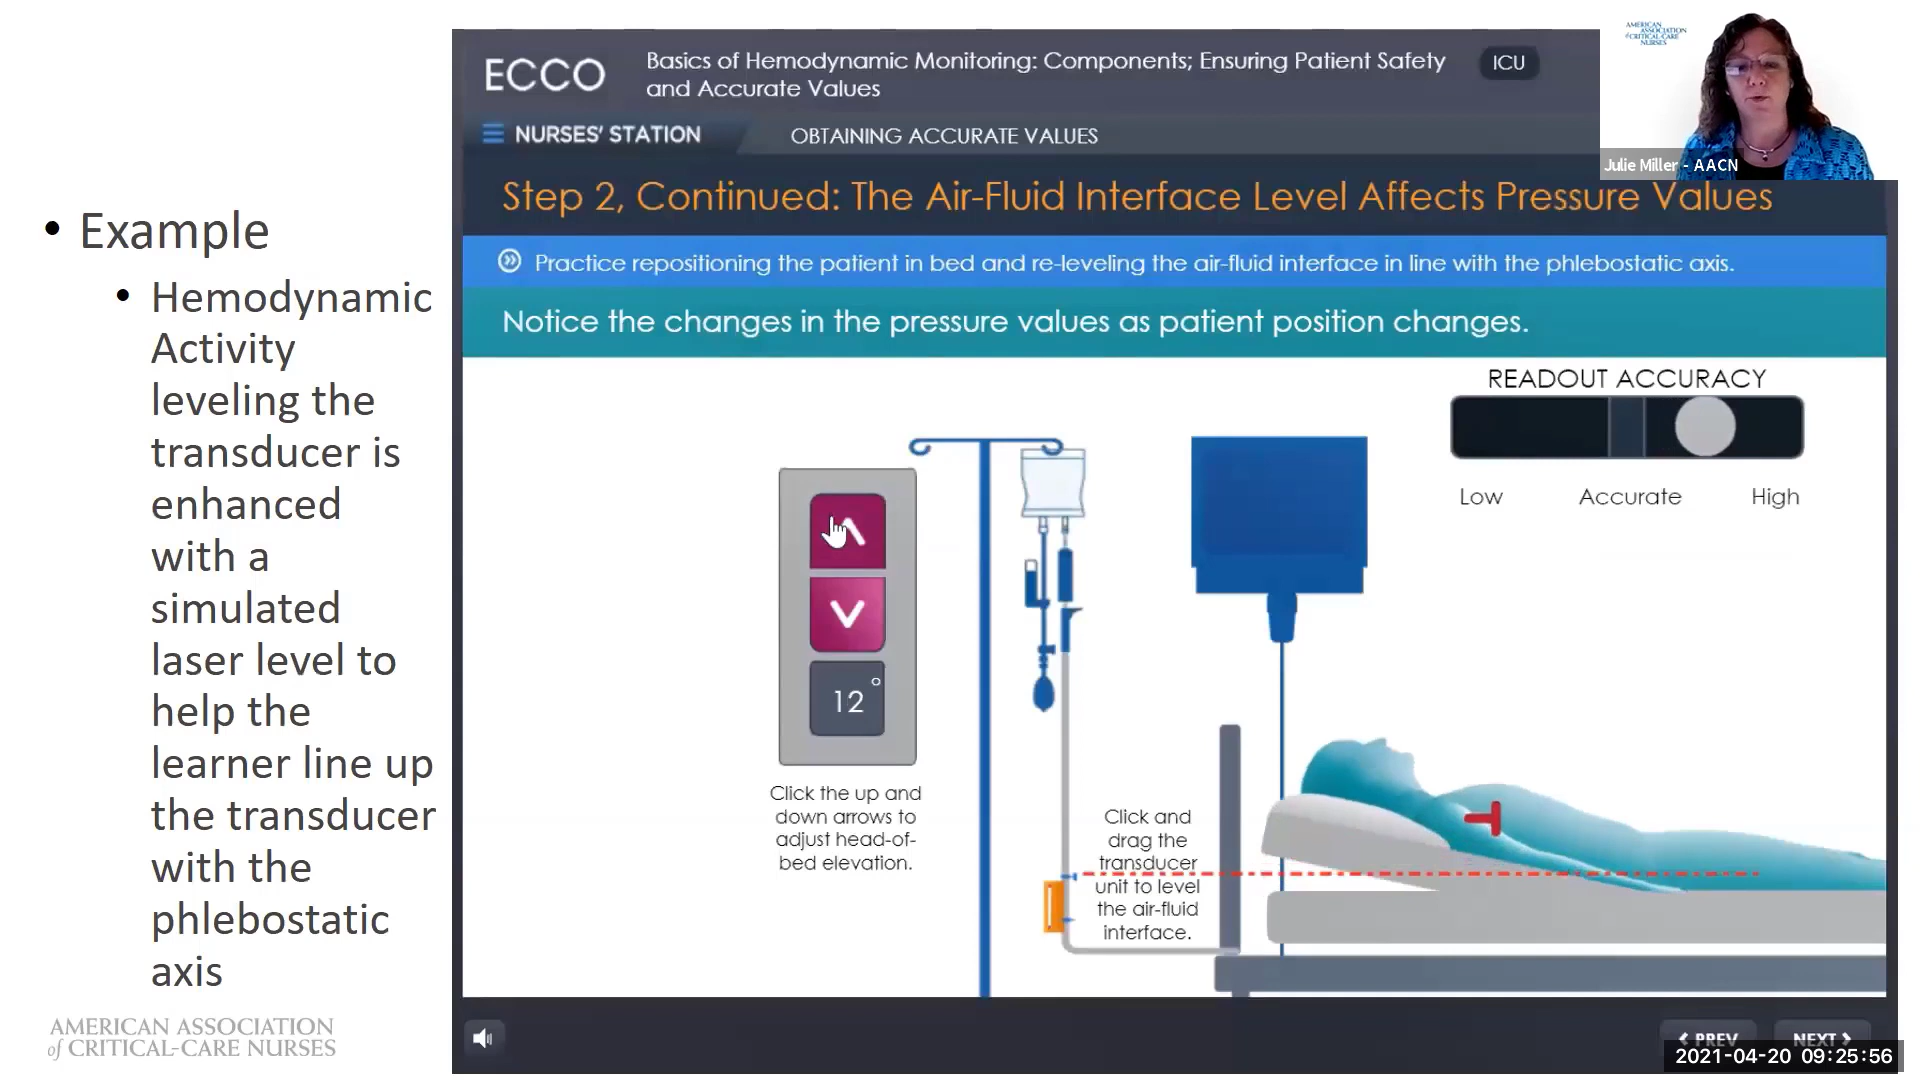 • Example
• Hemodynamic
Activity
leveling the
transducer is
enhanced
with a
simulated
laser level to
help the
learner line up
the transducer
with the
phlebostatic
axis
AMERICAN ASSOCIATION
of CRITICAL-CARE NURSES
ECCO
Basics of Hemodynamic Monitoring: Components; Ensuring Patient Safety
and Accurate Values
ICU
NURSES' STATION
OBTAINING ACCURATE VALUES
Step 2, Continued: The Air-Fluid Interface Level Affects Pressure Values
Practice repositioning the patient in bed and re-leveling the air-fluid interface in line with the phlebostatic axis.
Notice the changes in the pressure values as patient position changes.
READOUT ACCURACY
Low Accurate High
12°
Click the up and
down arrows to
adjust head-of-
bed elevation.
Click and
drag the
transducer
unit to level
the air-fluid
interface.
PREV
NEXT
AMERICAN
ASSOCIATION
of CRITICAL-CARE
NURSES
Julie Miller - AACN
2021-04-20 09:25:56